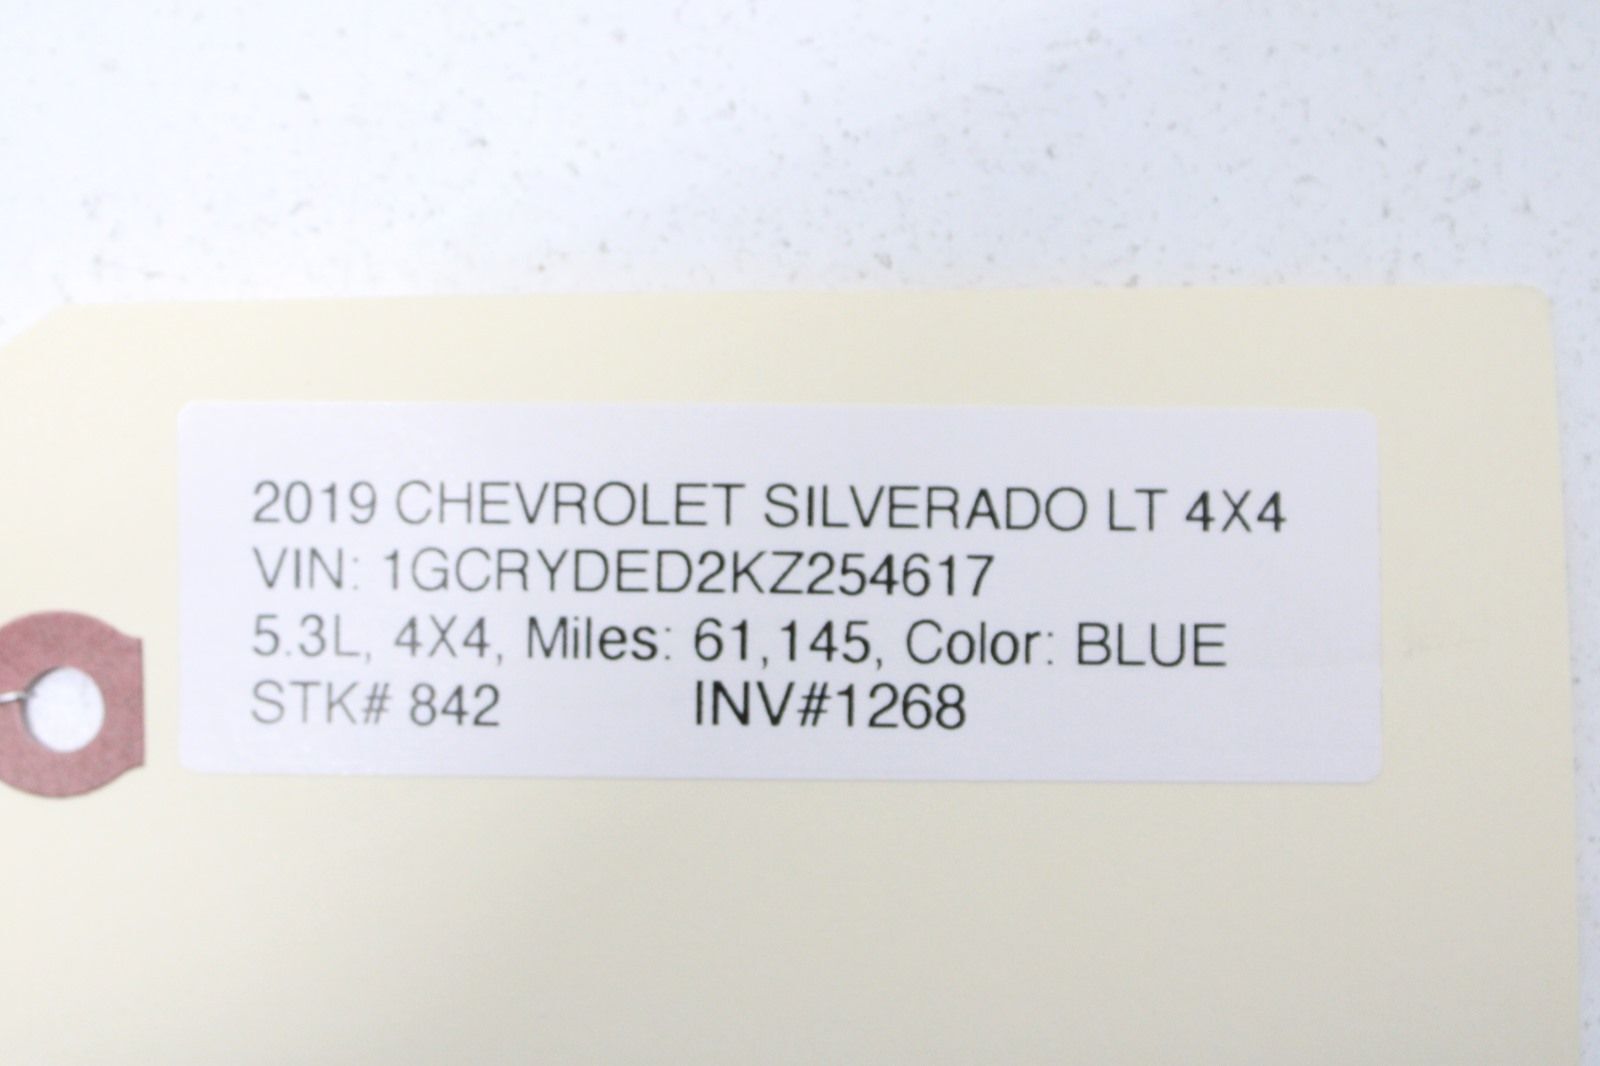 2019 CHEVROLET SILVERADO LT 4X4
VIN: 1GCRYDED2KZ254617
5.3L, 4X4, Miles: 61,145, Color: BLUE
STK# 842 INV#1268